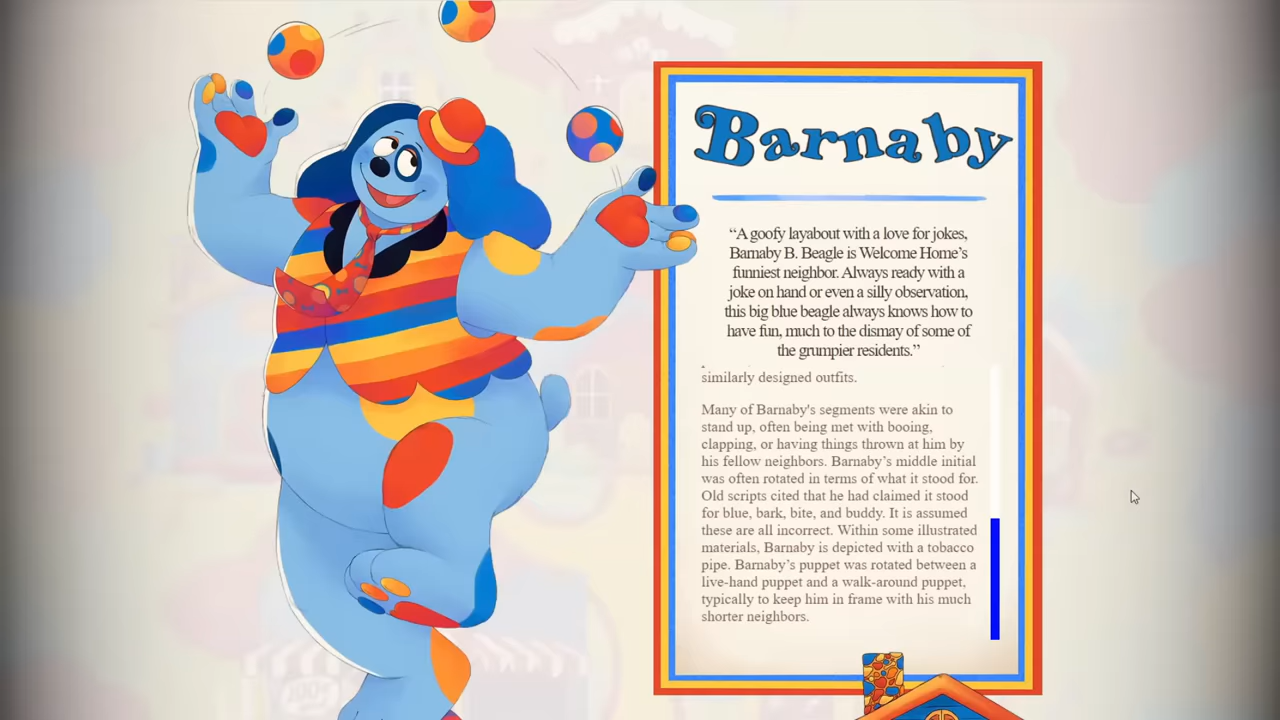 Barnaby
“A goofy layabout with a love for jokes,
Barnaby B. Beagle is Welcome Home’s
funniest neighbor. Always ready with a
joke on hand or even a silly observation,
this big blue beagle always knows how to
have fun, much to the dismay of some of
the grumpier residents.”
similarly designed outfits.
Many of Barnaby's segments were akin to
stand up, often being met with booing,
clapping, or having things thrown at him by
his fellow neighbors. Barnaby’s middle initial
was often rotated in terms of what it stood for.
Old scripts cited that he had claimed it stood
for blue, bark, bite, and buddy. It is assumed
these are all incorrect. Within some illustrated
materials, Barnaby is depicted with a tobacco
pipe. Barnaby’s puppet was rotated between a
live-hand puppet and a walk-around puppet,
typically to keep him in frame with his much
shorter neighbors.